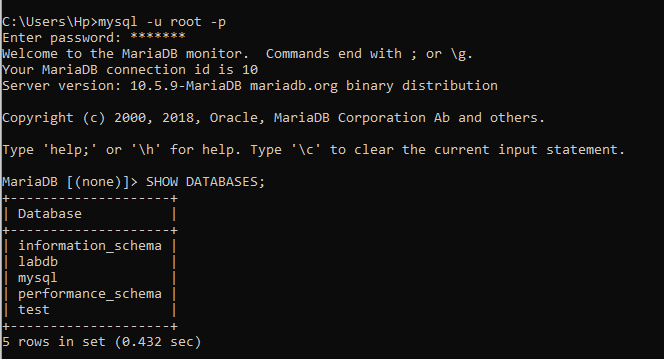 C:\Users\Hp>mysql -u root -p
Enter password: *******
Welcome to the MariaDB monitor.  Commands end with ; or \g.
Your MariaDB connection id is 10
Server version: 10.5.9-MariaDB mariadb.org binary distribution

Copyright (c) 2000, 2018, Oracle, MariaDB Corporation Ab and others.

Type 'help;' or '\h' for help. Type '\c' to clear the current input statement.

MariaDB [(none)]> SHOW DATABASES;
+--------------------+
| Database           |
+--------------------+
| information_schema |
| labdb              |
| mysql              |
| performance_schema |
| test               |
+--------------------+
5 rows in set (0.432 sec)